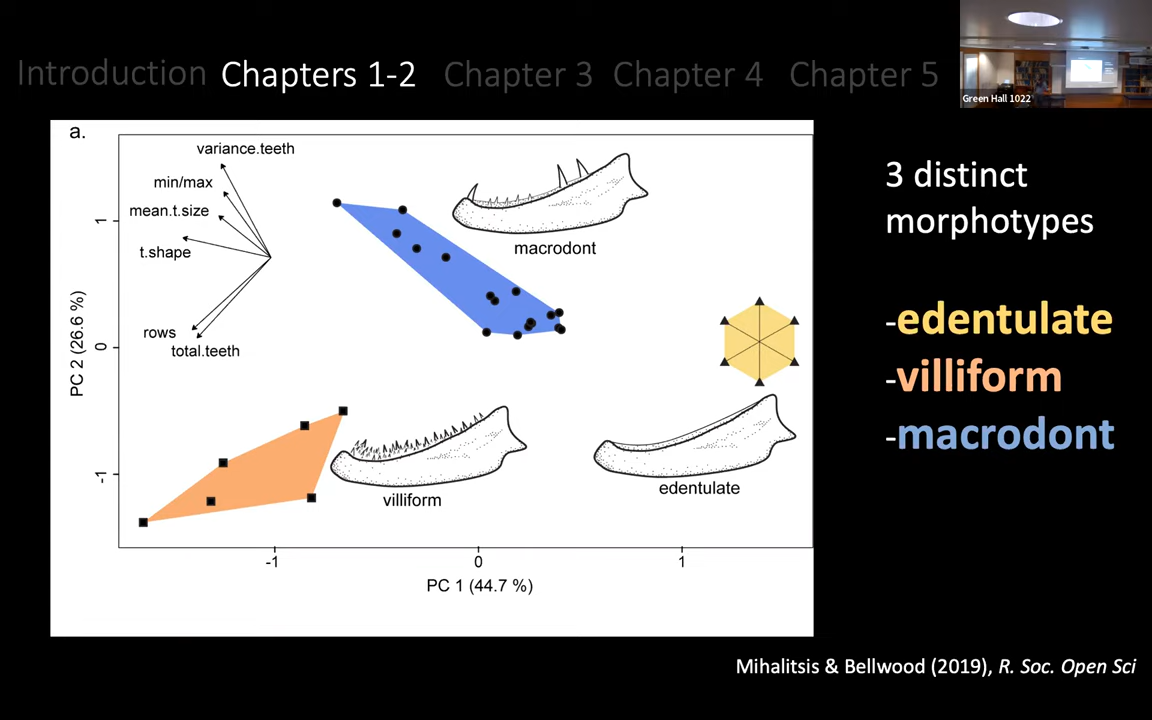 Introduction Chapters 1-2 Chapter 3 Chapter 4 Chapter 5
Green Hall 1022
a.
variance.teeth
min/max
mean.t.size
t.shape
rows
total.teeth
macrodont
villiform
edentulate
1
0
-1
PC 2 (26.6 %)
-1 0 1
PC 1 (44.7 %)
3 distinct
morphotypes
-edentulate
-villiform
-macrodont
Mihalitsis & Bellwood (2019), R. Soc. Open Sci